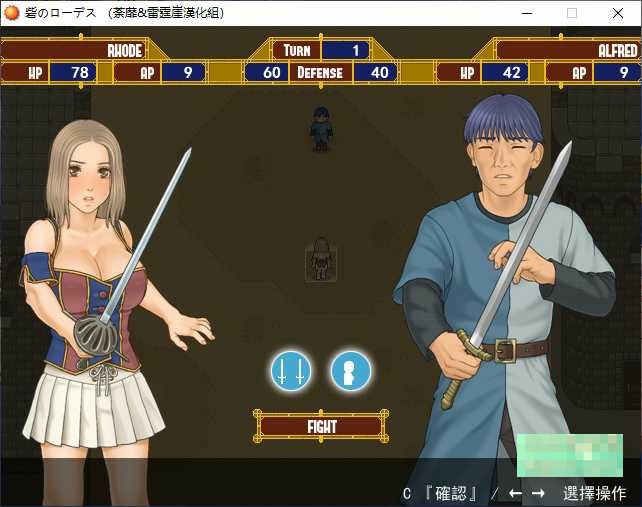 砦のローデス (荼靡&雷霆崖漢化組)
RHODE TURN 1 ALFRED
HP 78 AP 9 60 DEFENSE 40 HP 42 AP 9
FIGHT
C 『確認』 / ← → 選擇操作